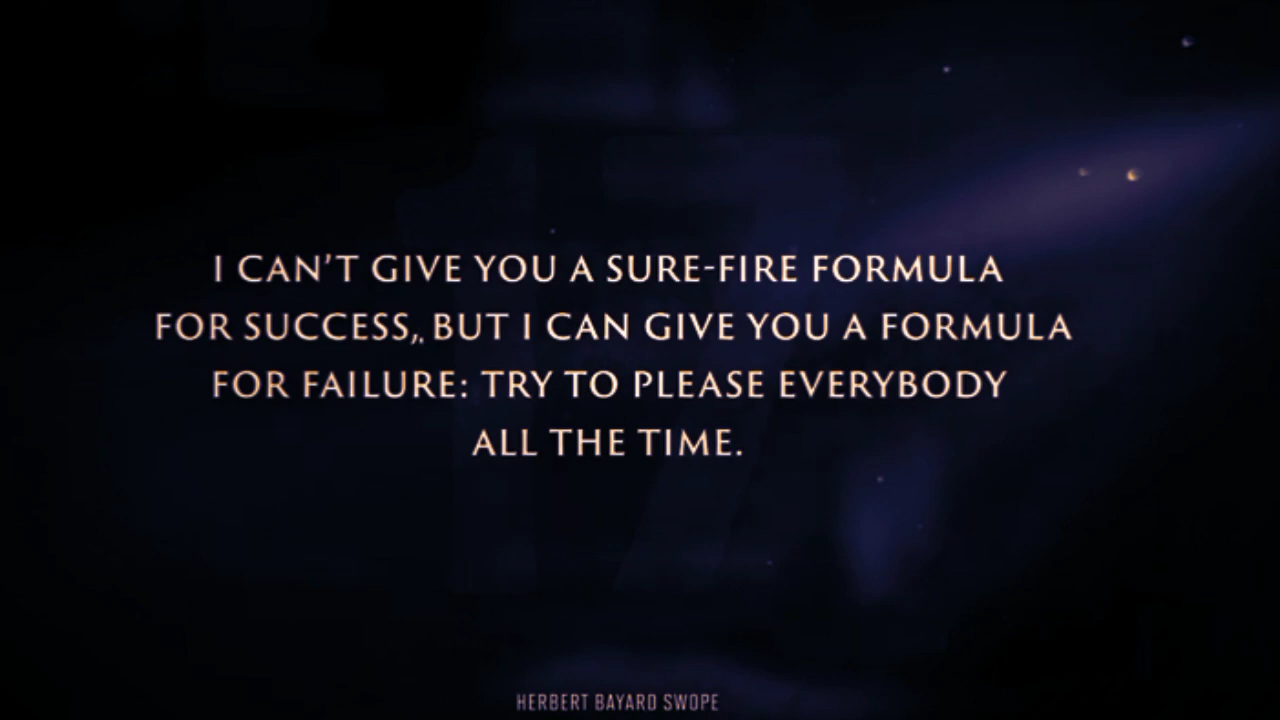 I CAN'T GIVE YOU A SURE-FIRE FORMULA
FOR SUCCESS,. BUT I CAN GIVE YOU A FORMULA
FOR FAILURE: TRY TO PLEASE EVERYBODY
ALL THE TIME.
HERBERT BAYARD SWOPE